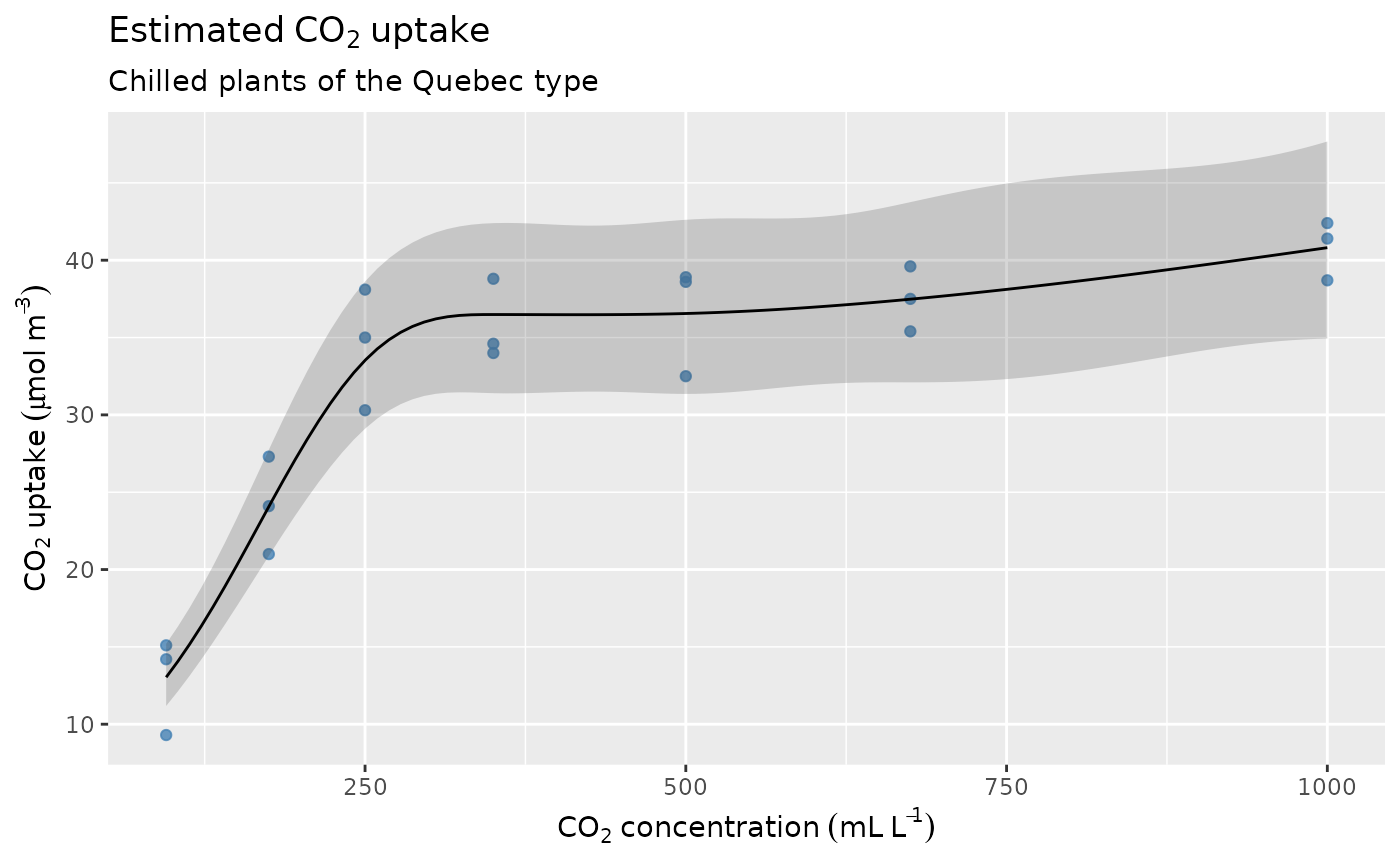 Estimated CO₂ uptake
Chilled plants of the Quebec type
CO₂ uptake (μmol m⁻³)
40
30
20
10
250
500
750
1000
CO₂ concentration (mL L⁻¹)